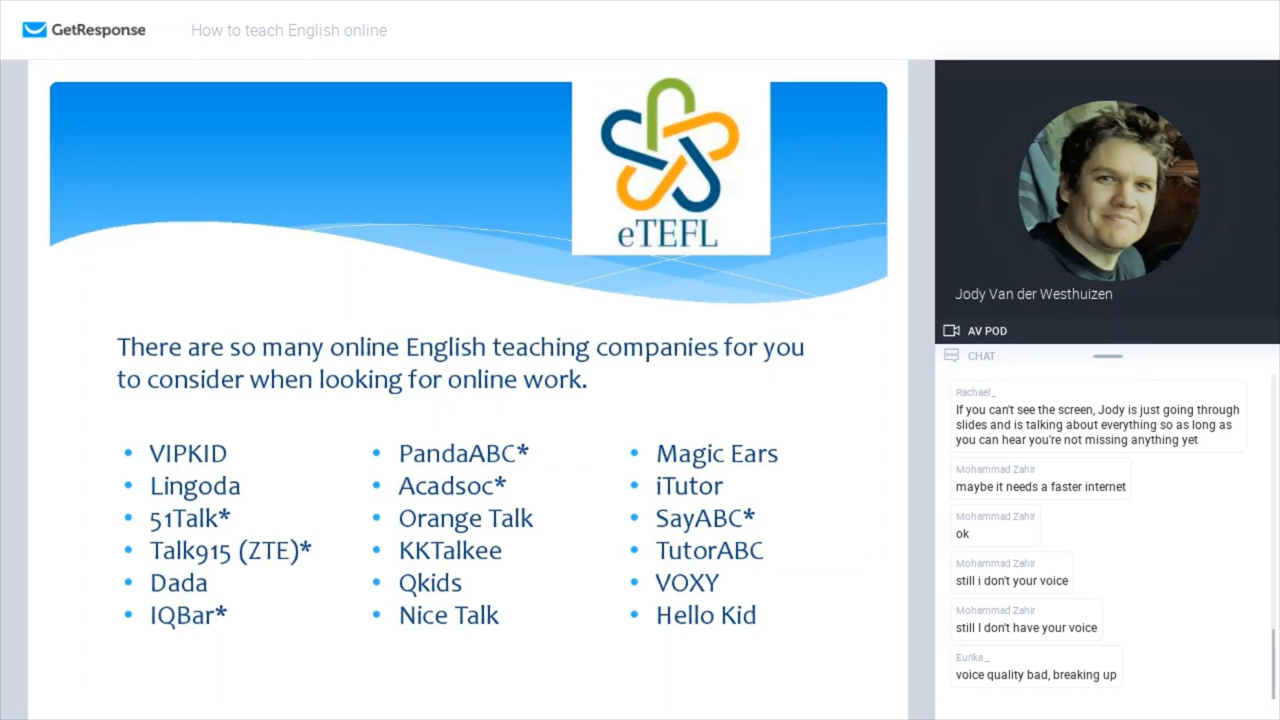 GetResponse
How to teach English online
eTEFL
There are so many online English teaching companies for you
to consider when looking for online work.
• VIPKID
• Lingoda
• 51Talk*
• Talk915 (ZTE)*
• Dada
• IQBar*
• PandaABC*
• Acadsoc*
• Orange Talk
• KKTalkee
• Qkids
• Nice Talk
• Magic Ears
• iTutor
• SayABC*
• TutorABC
• VOXY
• Hello Kid
Jody Van der Westhuizen
AV POD
CHAT
Rachael _
If you can't see the screen, Jody is just going through
slides and is talking about everything so as long as
you can hear you're not missing anything yet
Mohammad Zahir
maybe it needs a faster internet
Mohammad Zahir
ok
Mohammad Zahir
still i don't your voice
Mohammad Zahir
still I don't have your voice
Eurika _
voice quality bad, breaking up